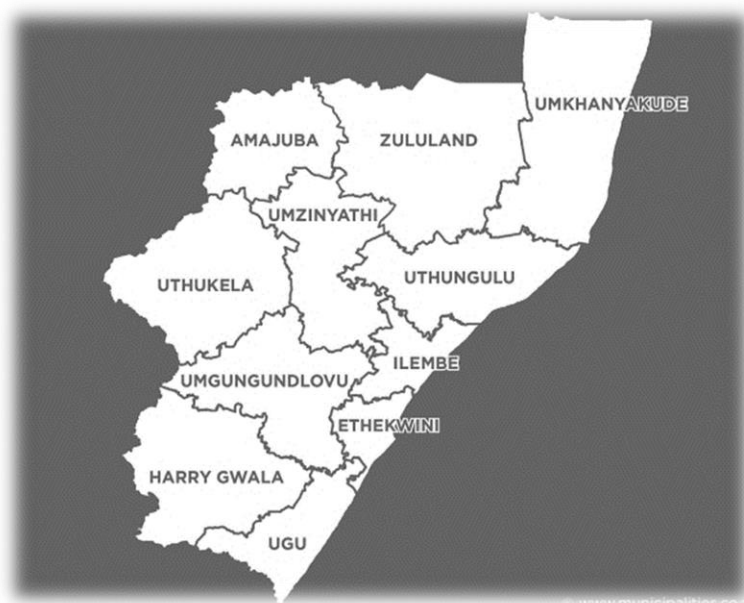 UMKHANYAKUDE
AMAJUBA
ZULULAND
UMZINYATHI
UTHUKELA
UTHUNGULU
ILEMBE
UMGUNGUNDLOVU
ETHEKWINI
HARRY GWALA
UGU